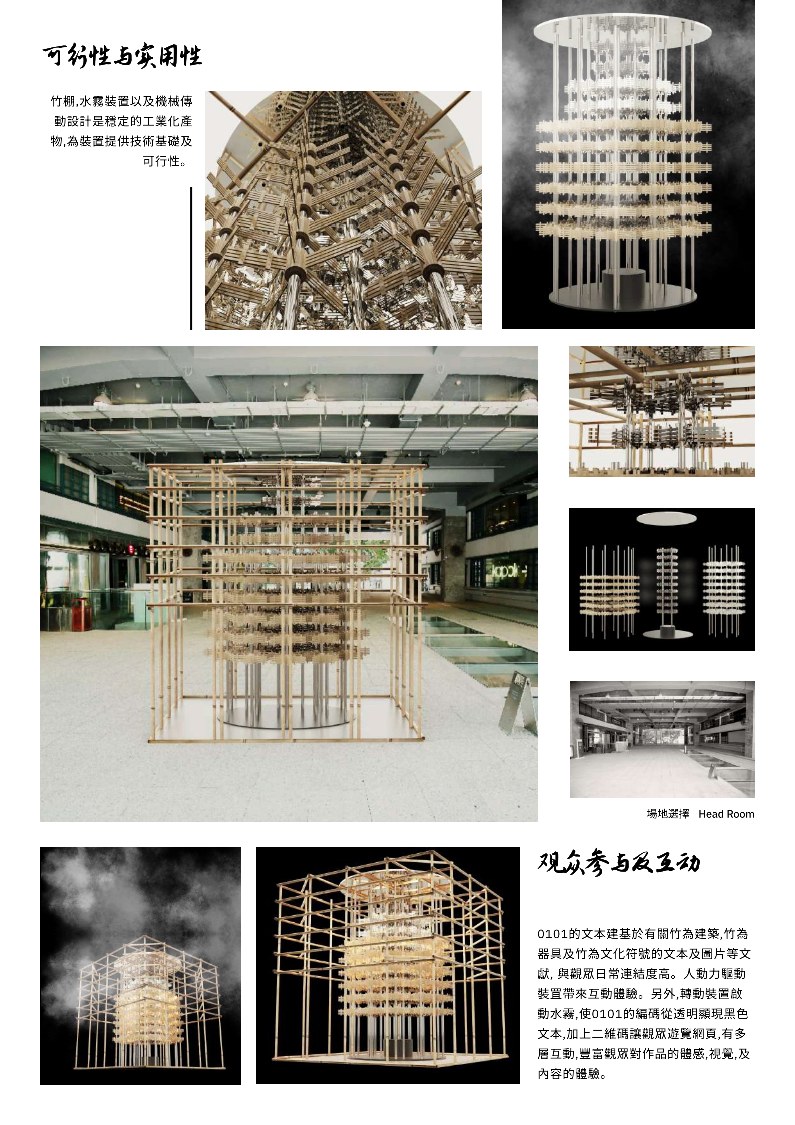 可行性与实用性
竹棚,水霧裝置以及機械傳
動設計是穩定的工業化產
物,為裝置提供技術基礎及
可行性。
kapok
場地選擇 Head Room
观众参与及互动
0101的文本建基於有關竹為建築,竹為
器具及竹為文化符號的文本及圖片等文
獻, 與觀眾日常連結度高。人動力驅動
裝置帶來互動體驗。另外,轉動裝置啟
動水霧,使0101的編碼從透明顯現黑色
文本,加上二維碼讓觀眾遊覽網頁,有多
層互動,豐富觀眾對作品的體感,視覺,及
內容的體驗。